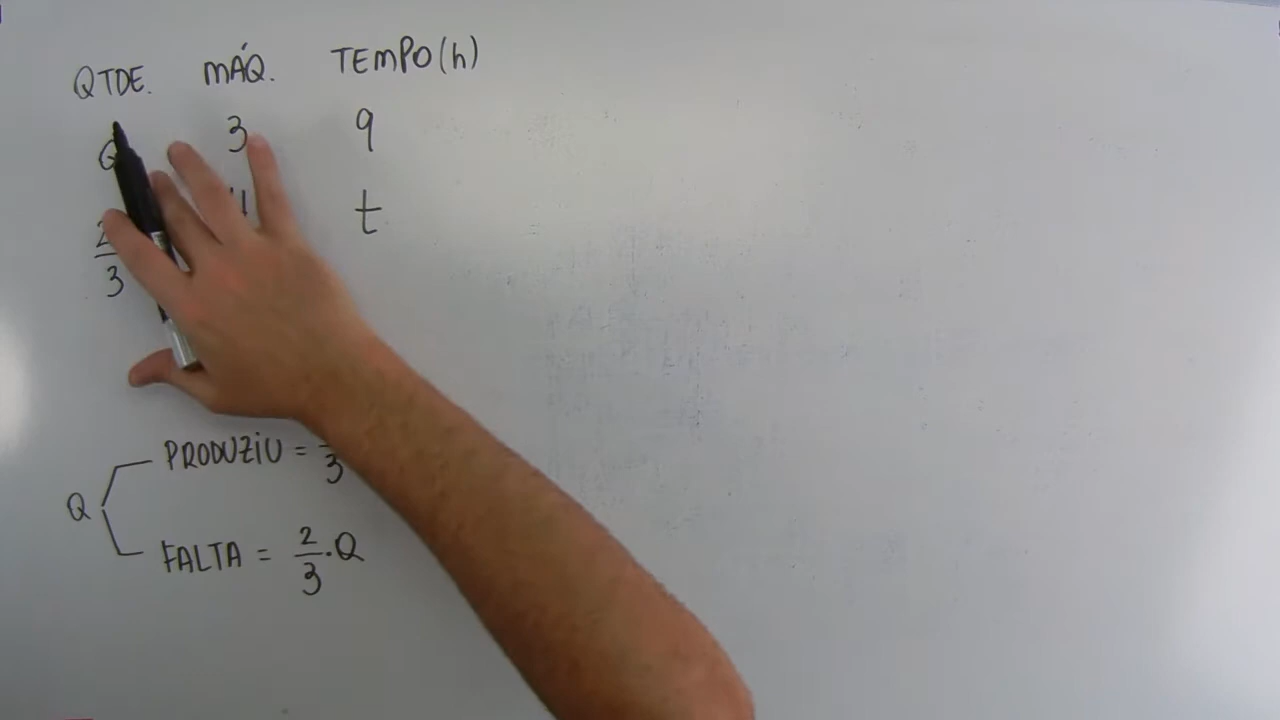 QTDE. MÁQ. TEMPO(h)
Q 3 9
2/3 4 t
Q
PRODUZIU = /3
FALTA = 2/3 · Q